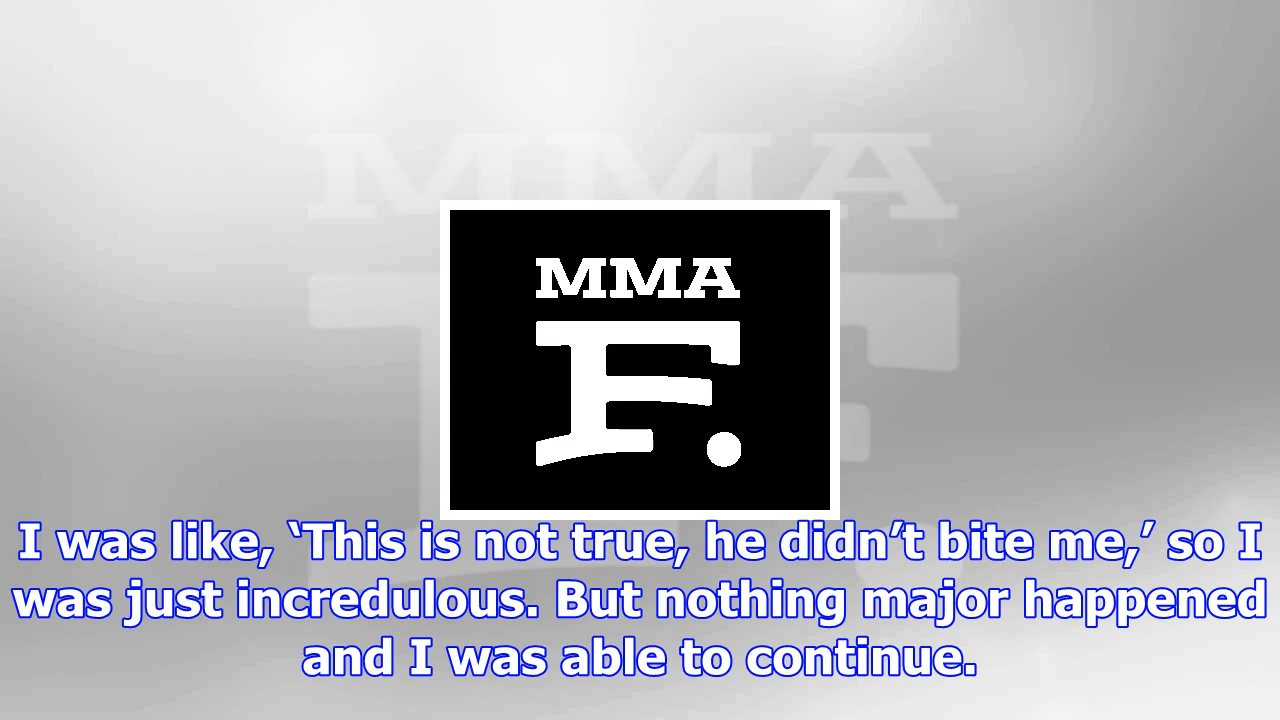 MMA
MMA
F.
I was like, ‘This is not true, he didn’t bite me,’ so I
was just incredulous. But nothing major happened
and I was able to continue.